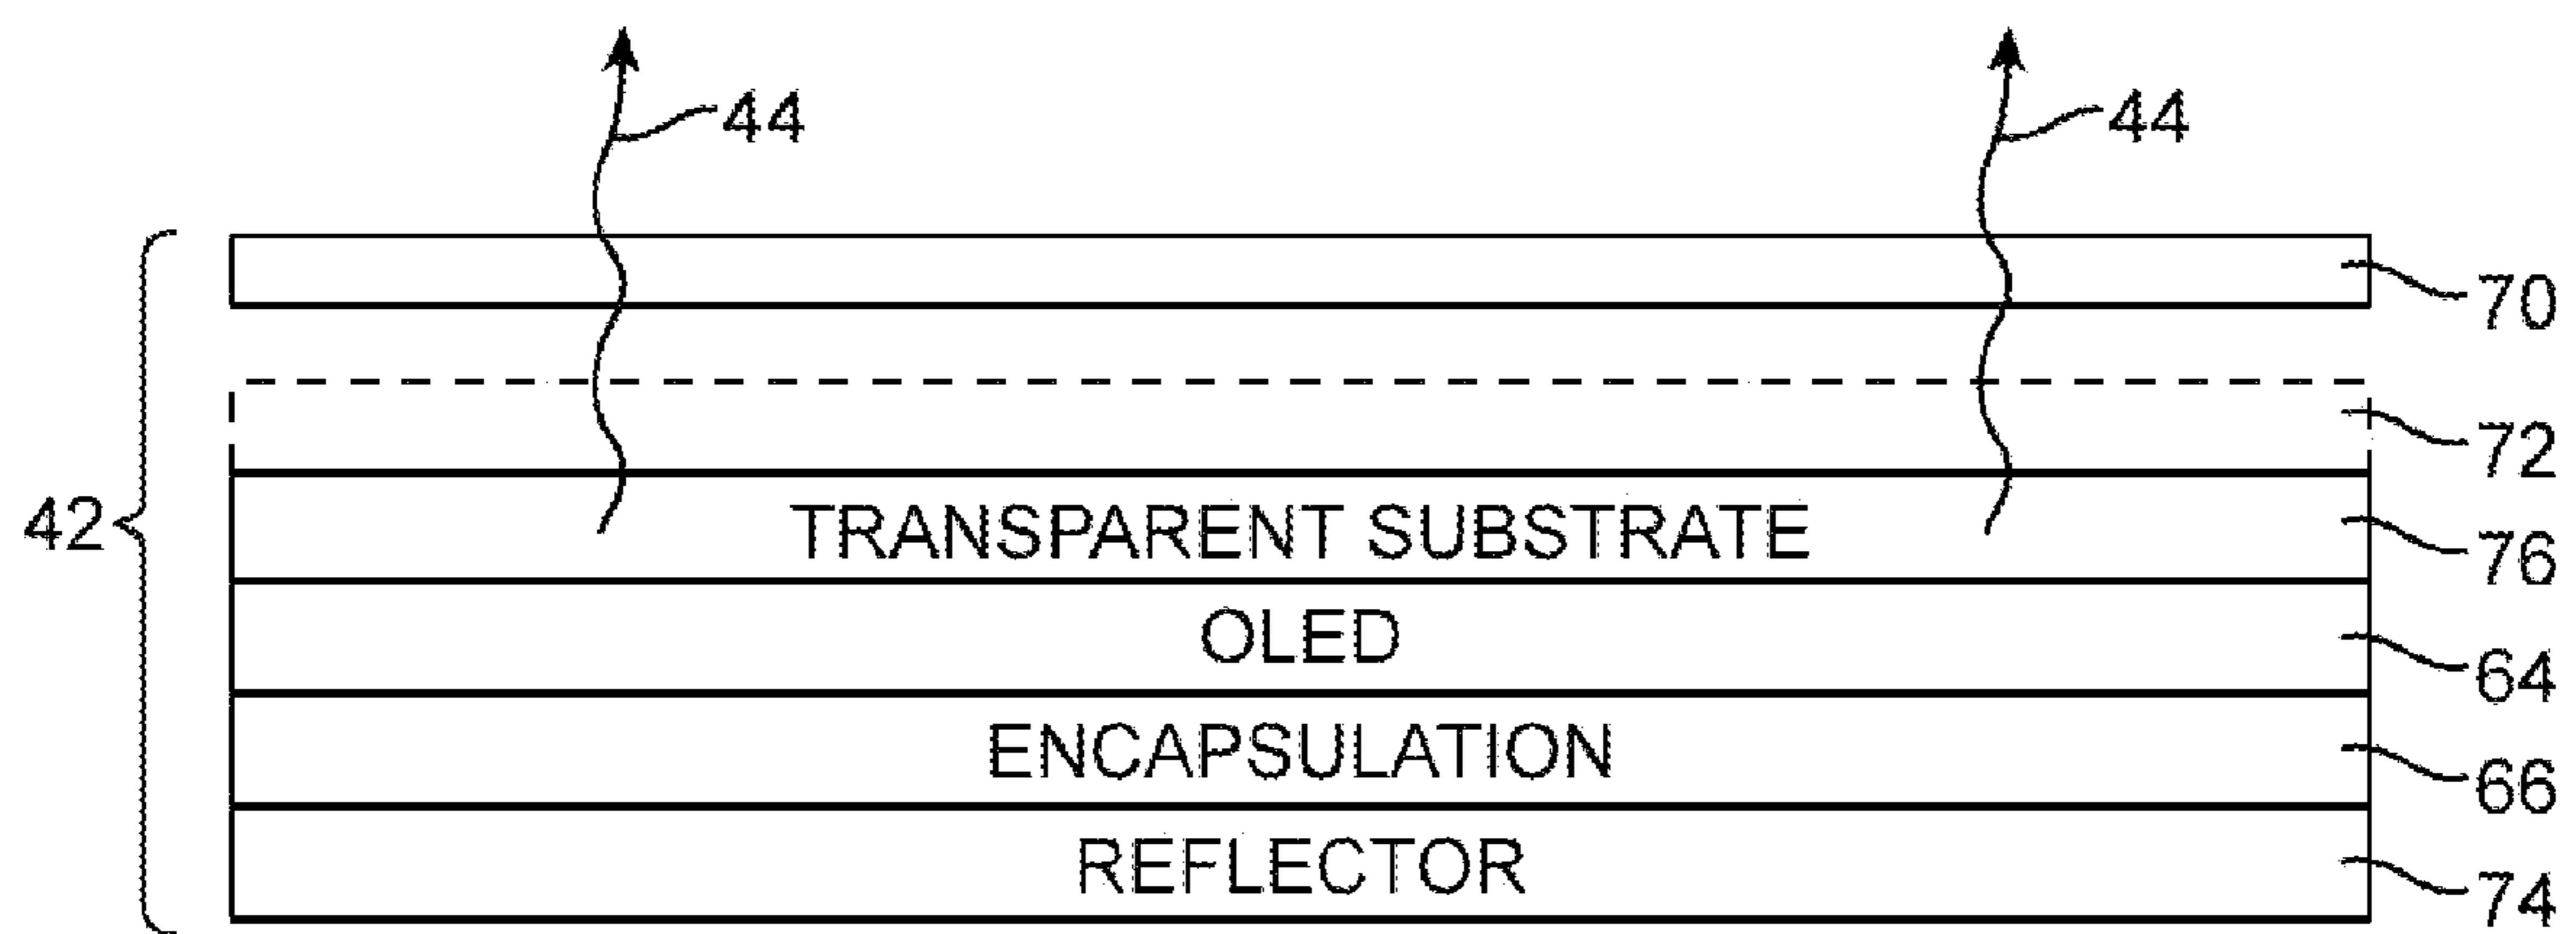 44
44
70
72
42
TRANSPARENT SUBSTRATE
76
OLED
64
ENCAPSULATION
66
REFLECTOR
74